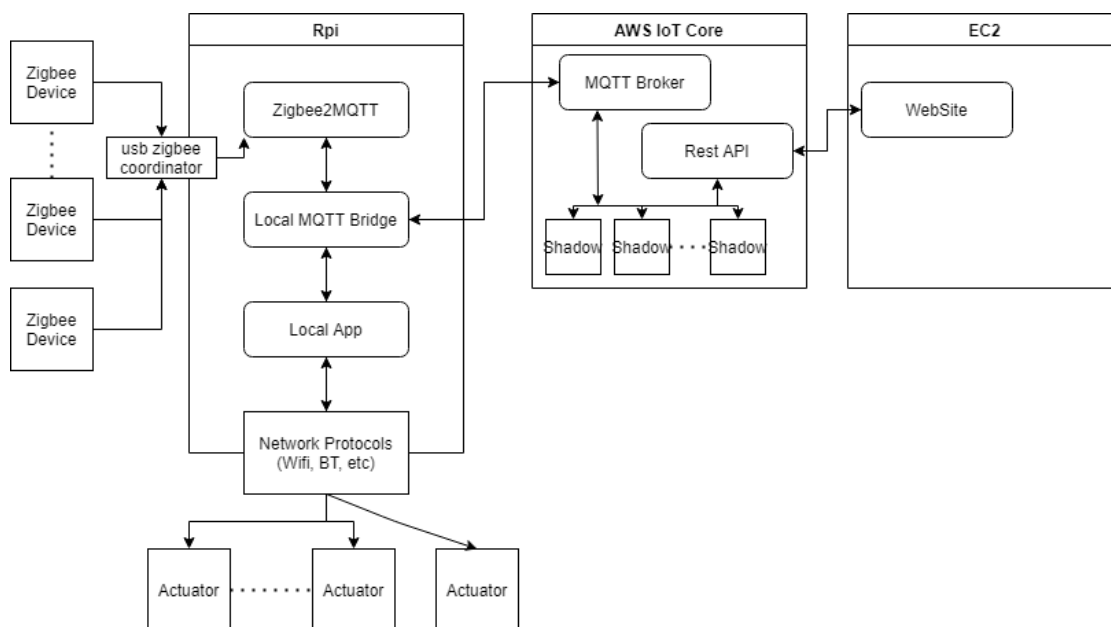 Rpi
AWS IoT Core
EC2
Zigbee
Device
Zigbee2MQTT
MQTT Broker
WebSite
usb zigbee
coordinator
Rest API
Zigbee
Device
Local MQTT Bridge
Shadow
Shadow
Shadow
Zigbee
Device
Local App
Network Protocols
(Wifi, BT, etc)
Actuator
Actuator
Actuator